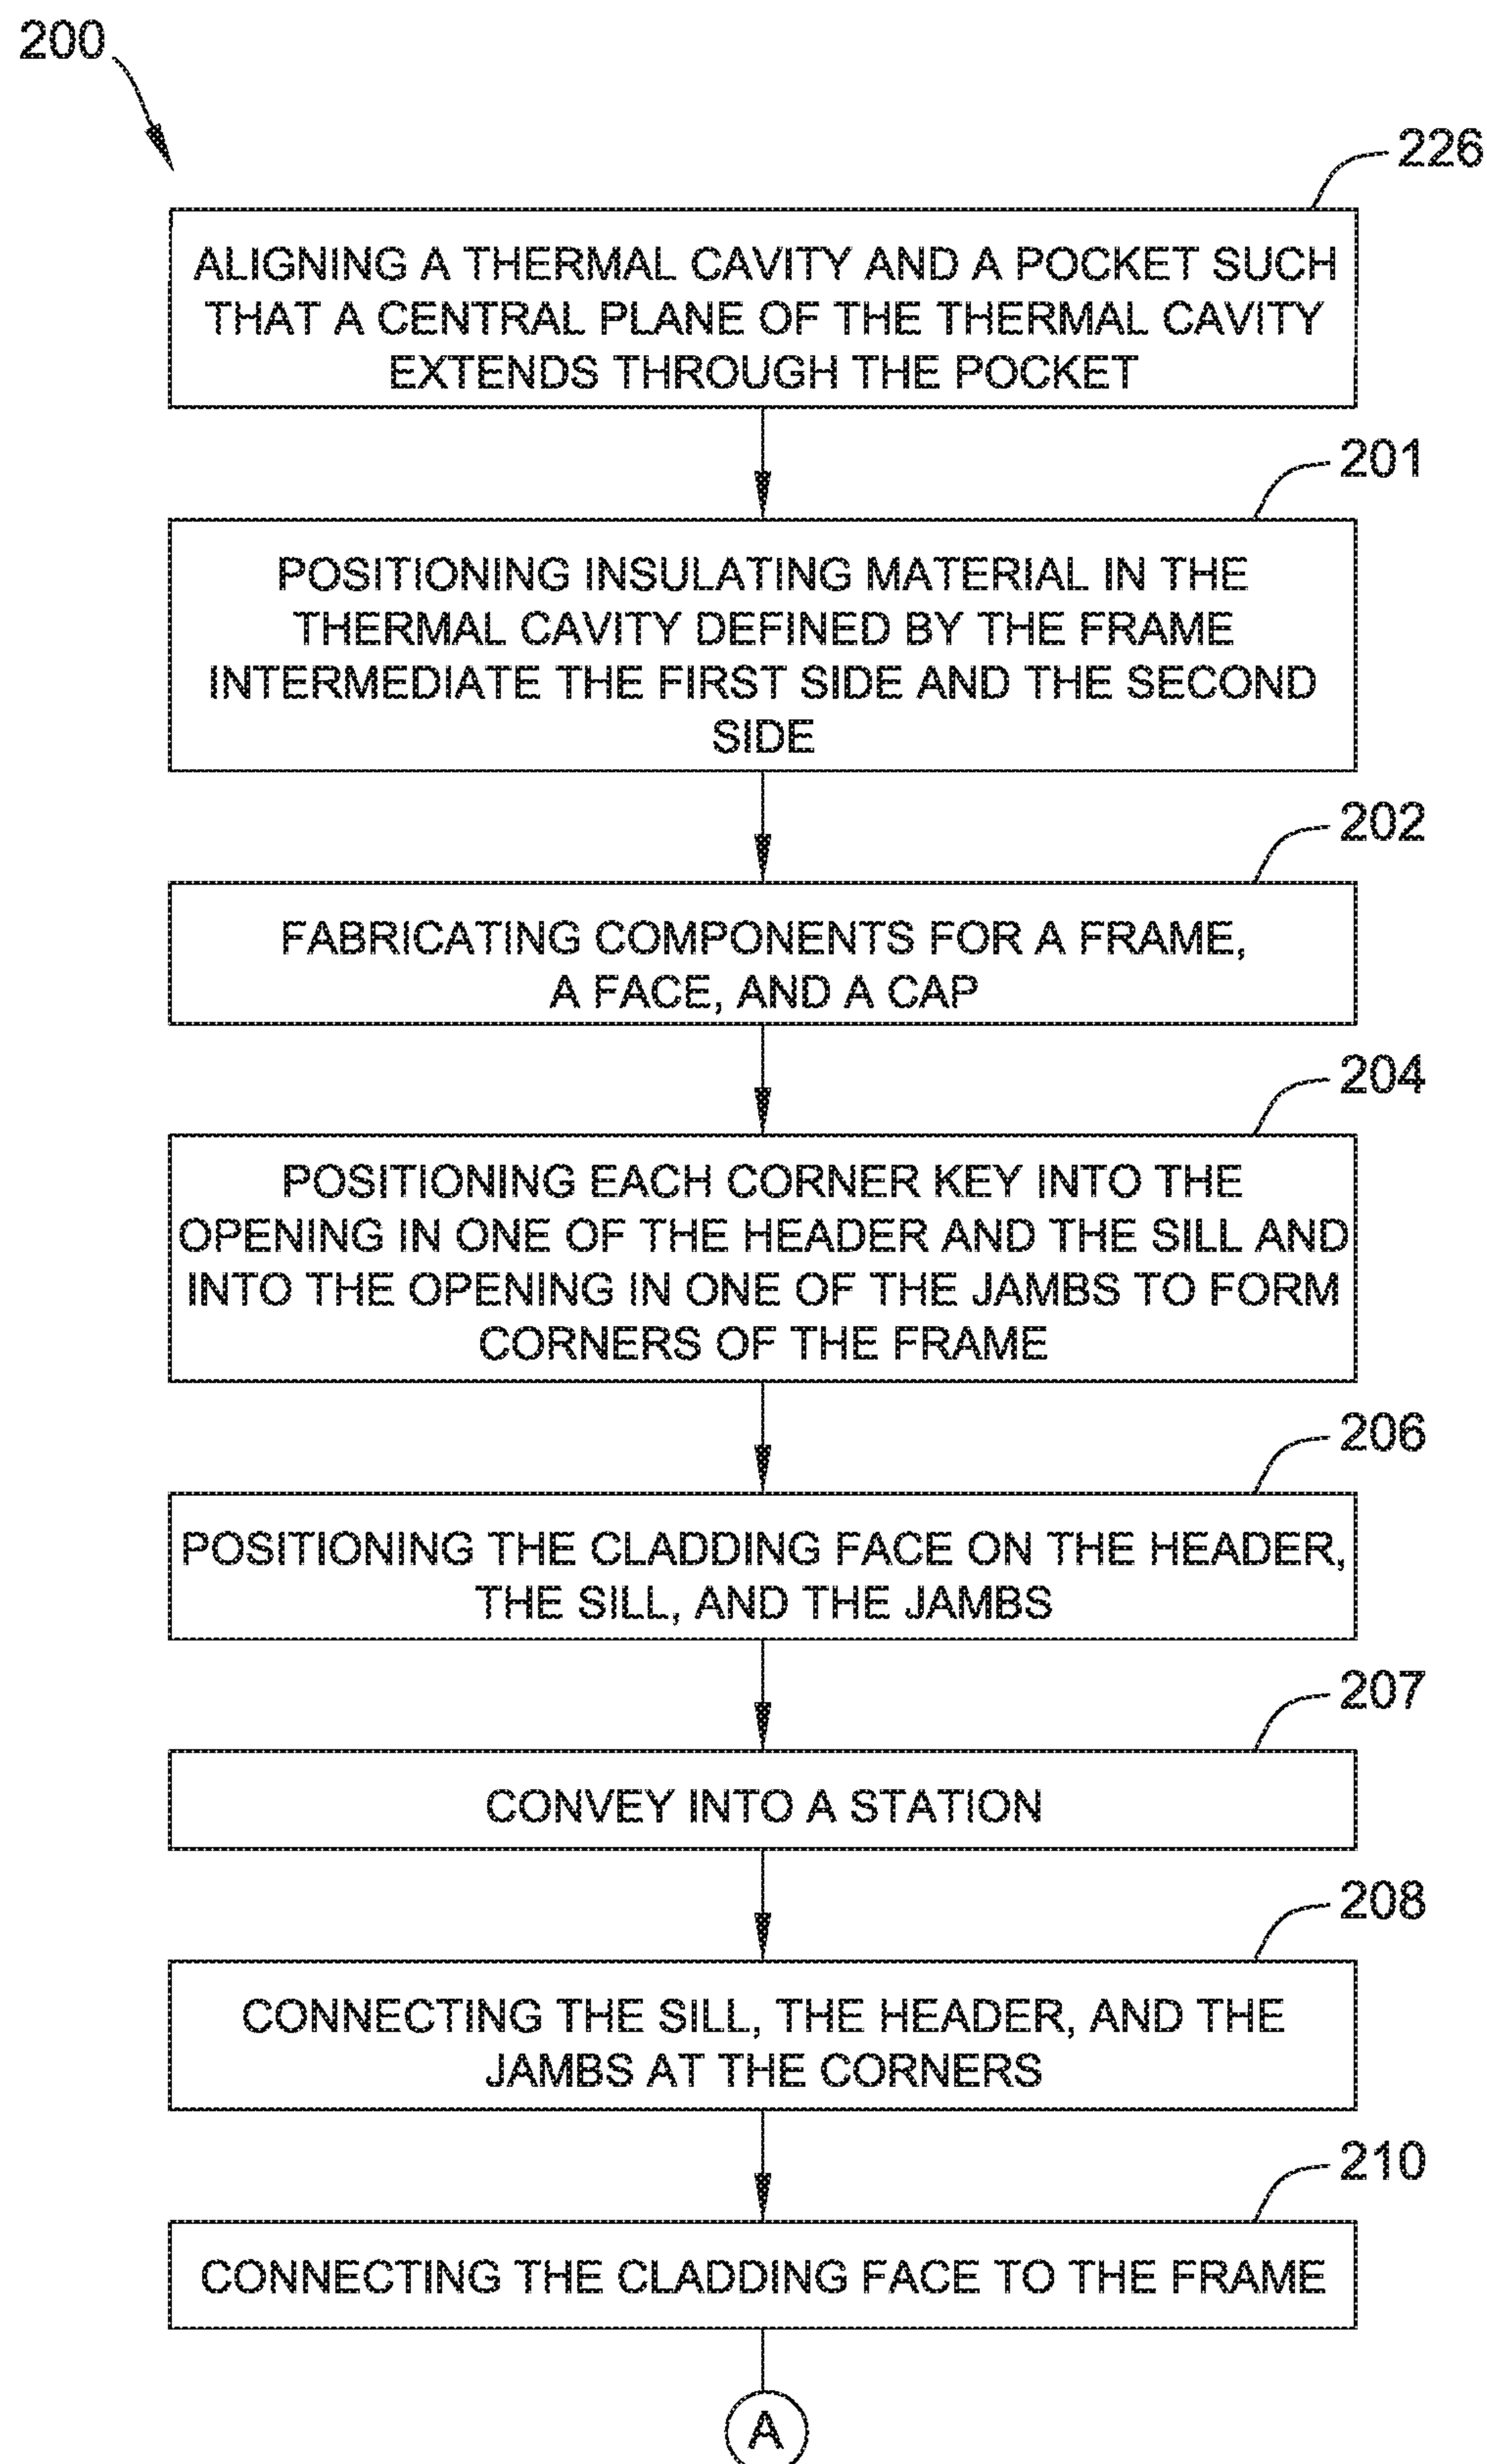 200
226
ALIGNING A THERMAL CAVITY AND A POCKET SUCH
THAT A CENTRAL PLANE OF THE THERMAL CAVITY
EXTENDS THROUGH THE POCKET
201
POSITIONING INSULATING MATERIAL IN THE
THERMAL CAVITY DEFINED BY THE FRAME
INTERMEDIATE THE FIRST SIDE AND THE SECOND
SIDE
202
FABRICATING COMPONENTS FOR A FRAME,
A FACE, AND A CAP
204
POSITIONING EACH CORNER KEY INTO THE
OPENING IN ONE OF THE HEADER AND THE SILL AND
INTO THE OPENING IN ONE OF THE JAMBS TO FORM
CORNERS OF THE FRAME
206
POSITIONING THE CLADDING FACE ON THE HEADER,
THE SILL, AND THE JAMBS
207
CONVEY INTO A STATION
208
CONNECTING THE SILL, THE HEADER, AND THE
JAMBS AT THE CORNERS
210
CONNECTING THE CLADDING FACE TO THE FRAME
A